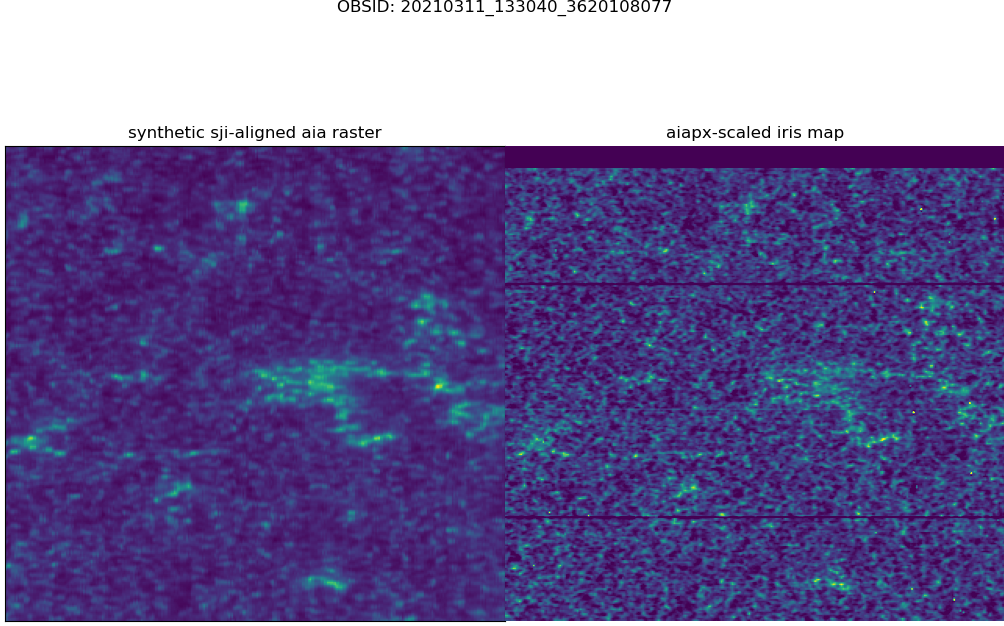 OBSID: 20210311_133040_3620108077
synthetic sji-aligned aia raster
aiapx-scaled iris map